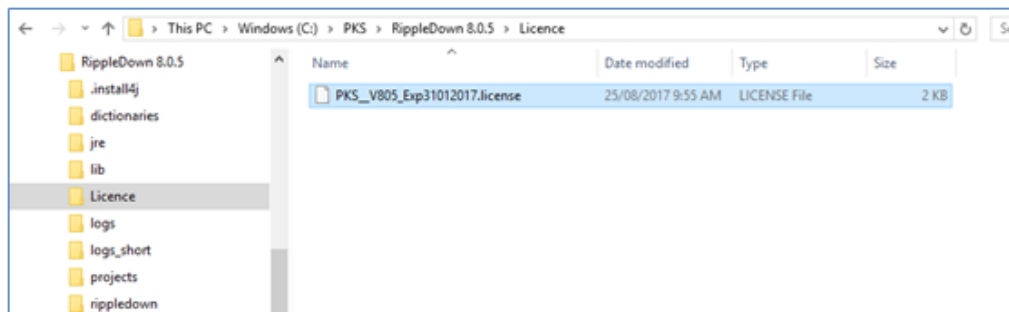 This PC > Windows (C:) > PKS > RippleDown 8.0.5 > Licence
RippleDown 8.0.5
.install4j
dictionaries
jre
lib
Licence
logs
logs_short
projects
rippledown
Name Date modified Type Size
PKS__V805_Exp31012017.license 25/08/2017 9:55 AM LICENSE File 2 KB